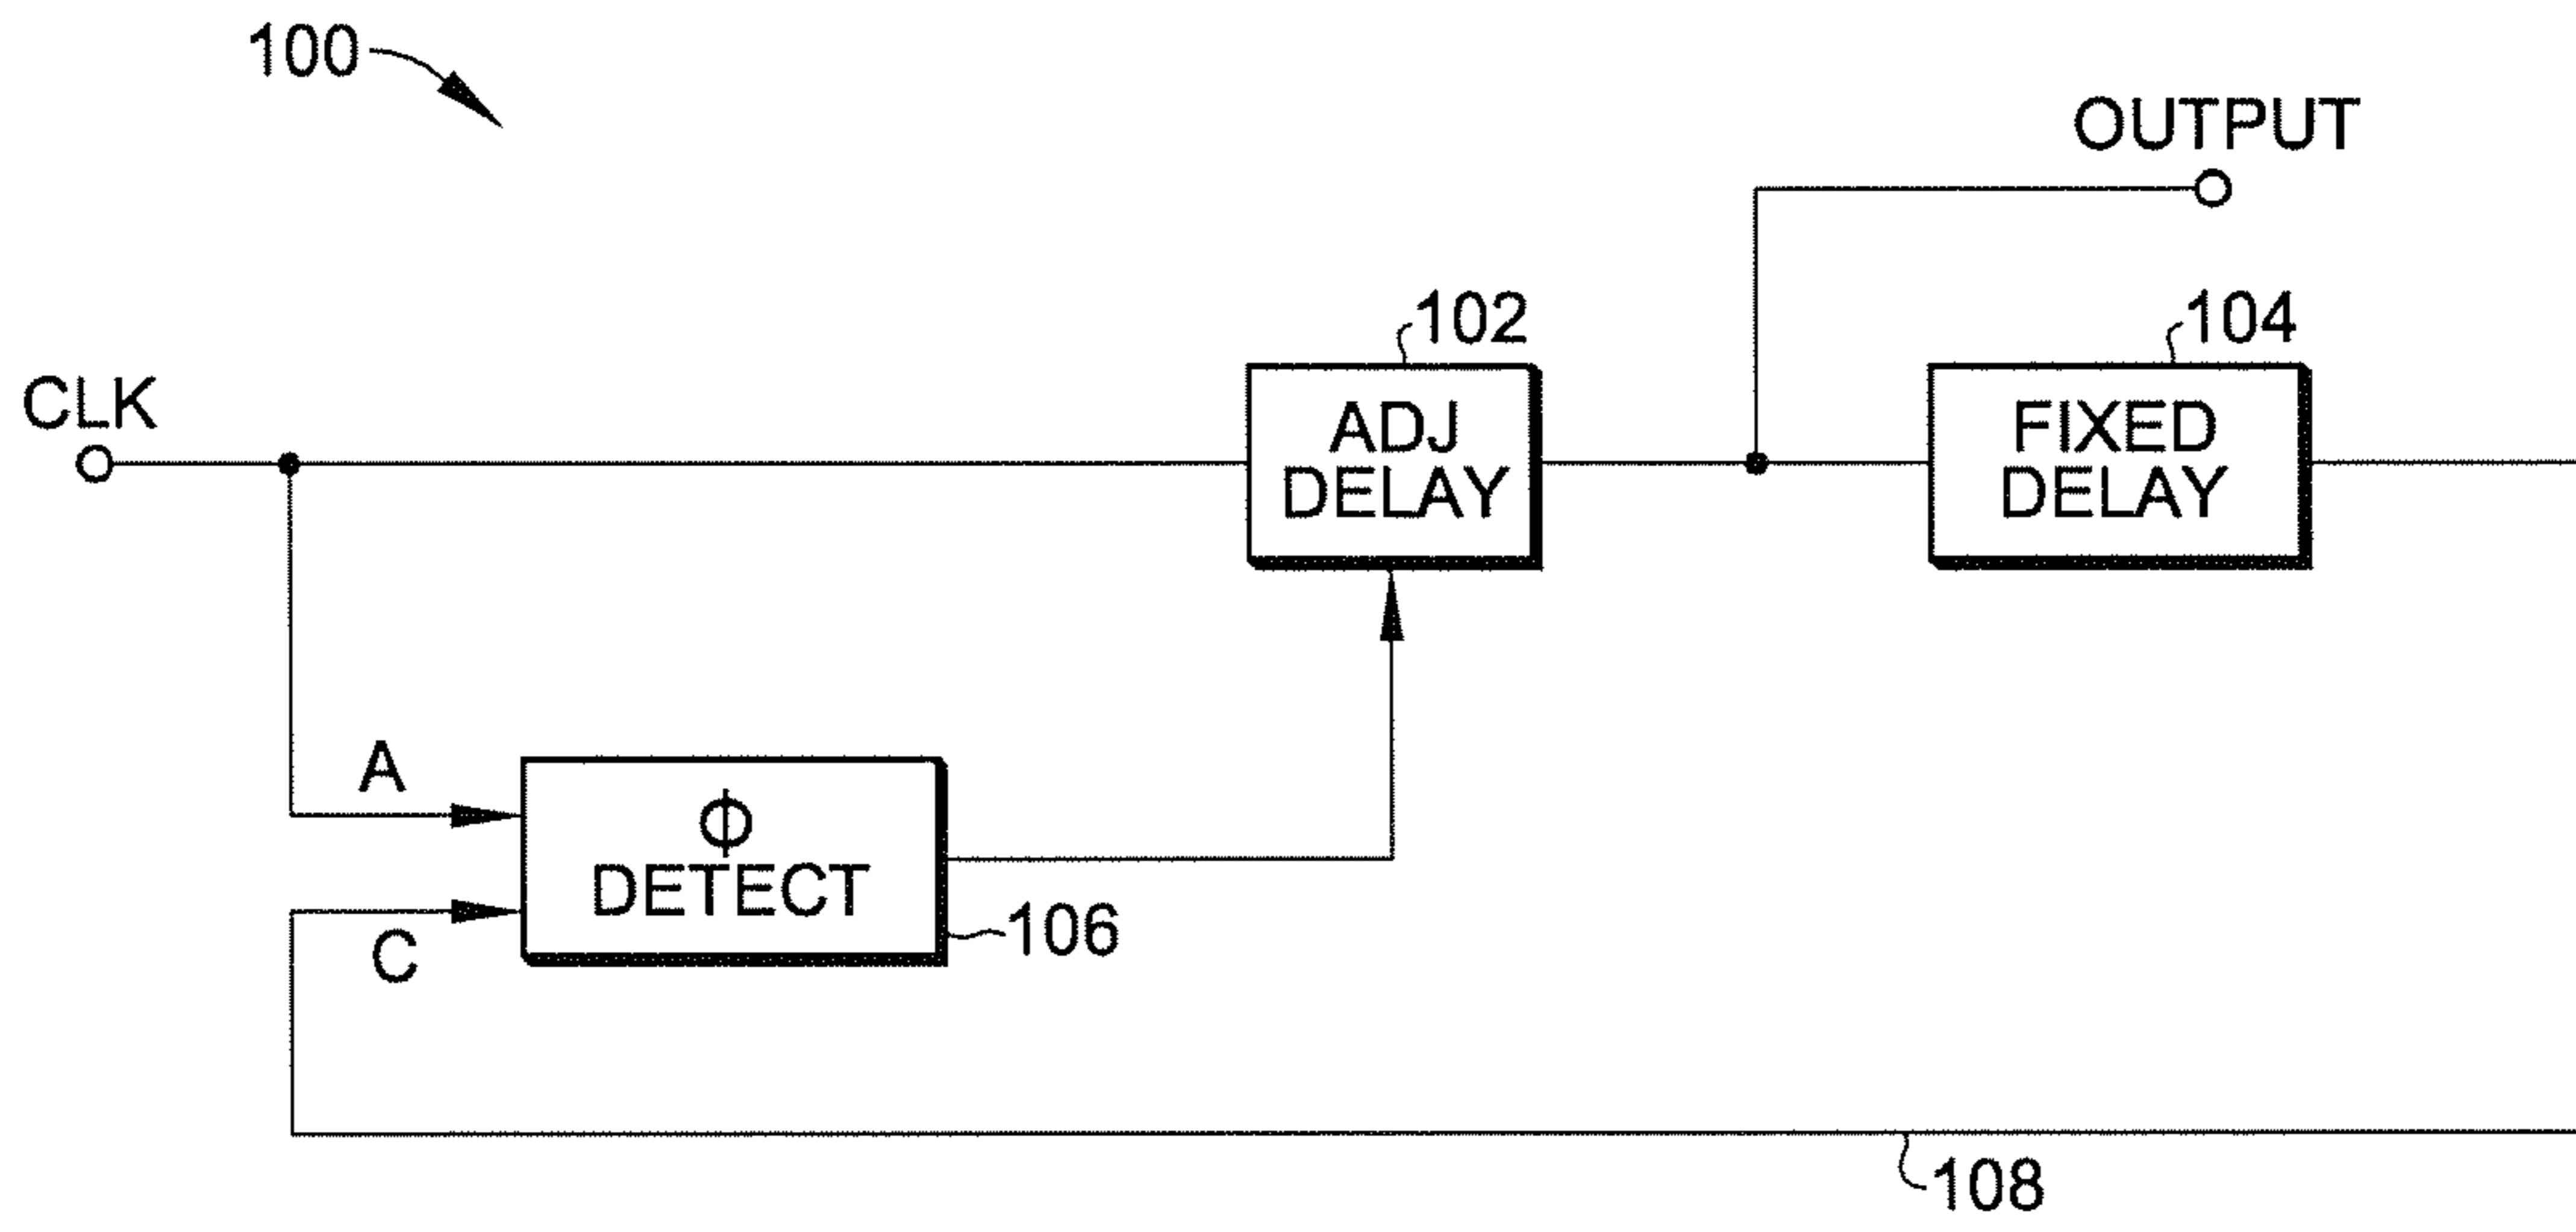 100
OUTPUT
102
104
CLK
ADJ
DELAY
FIXED
DELAY
A
ϕ
DETECT
C
106
108